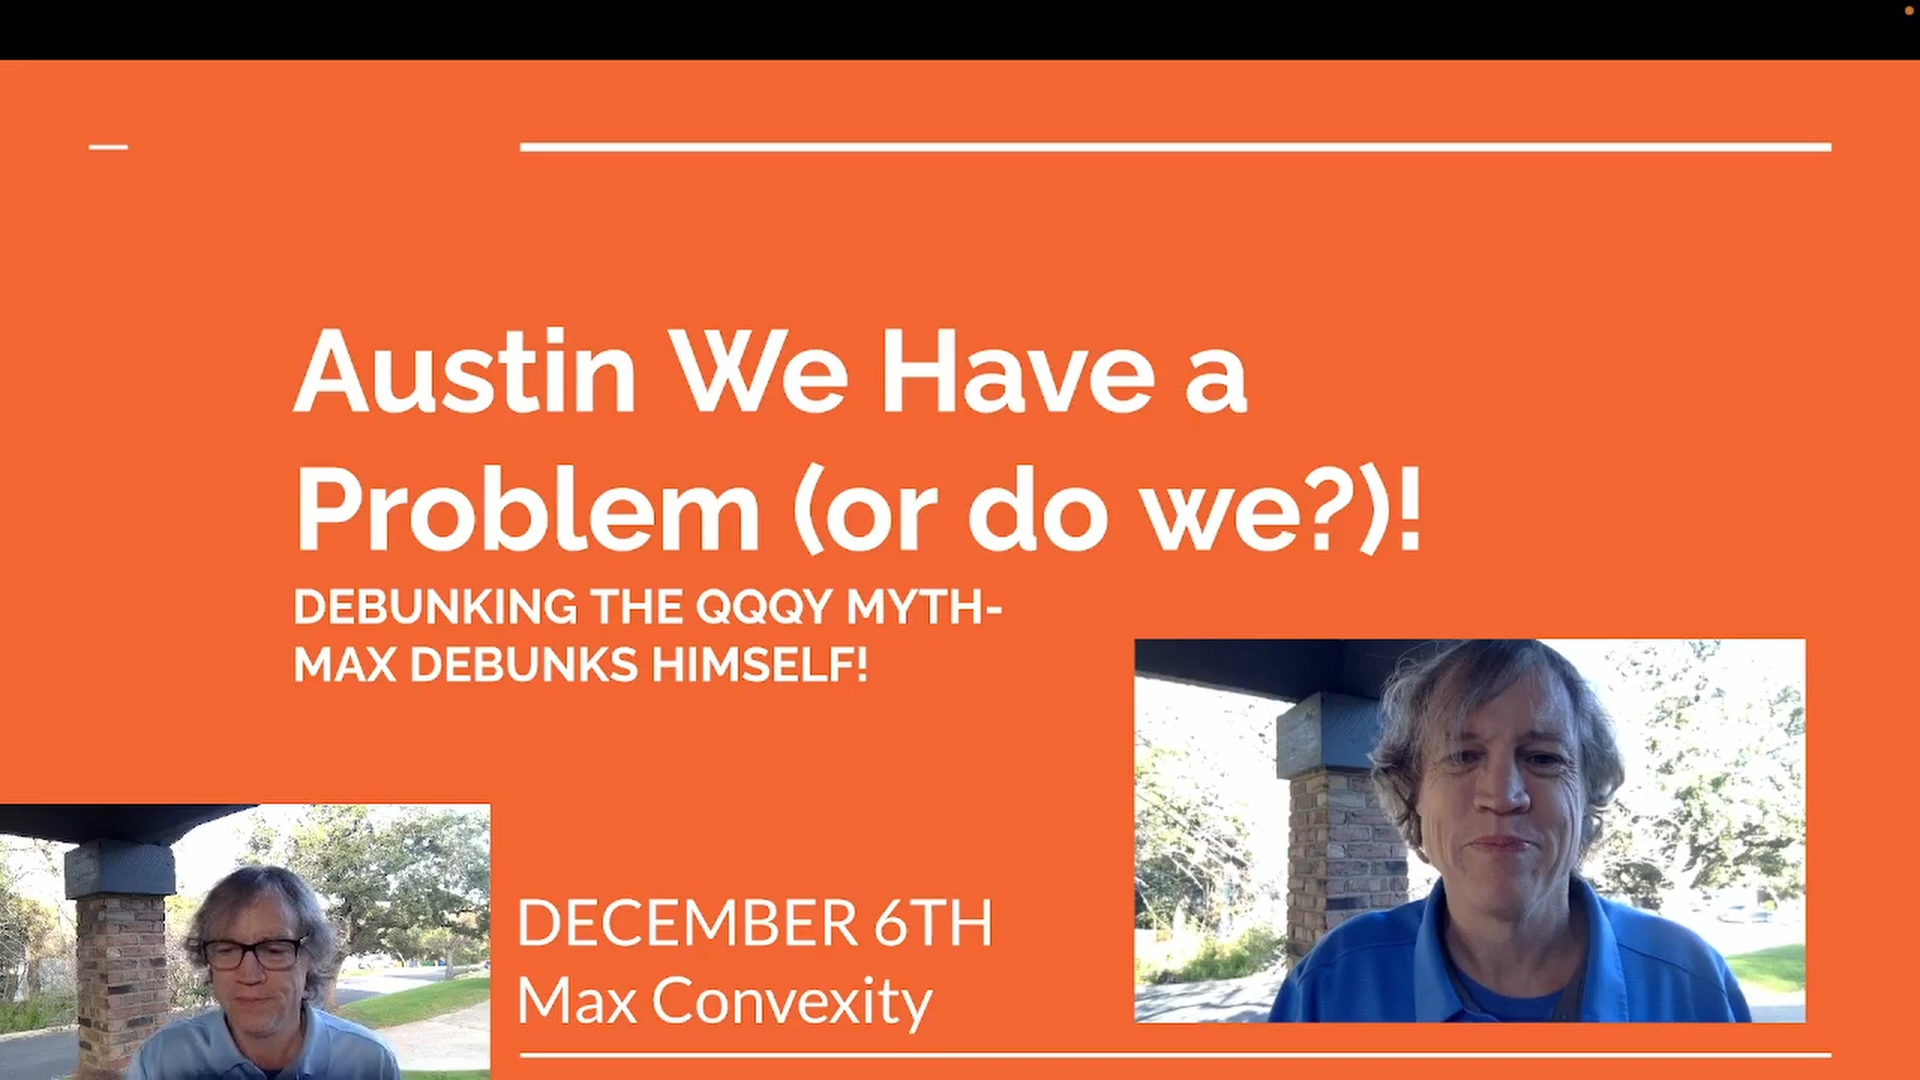 Austin We Have a
Problem (or do we?)!
DEBUNKING THE QQQY MYTH-
MAX DEBUNKS HIMSELF!
DECEMBER 6TH
Max Convexity